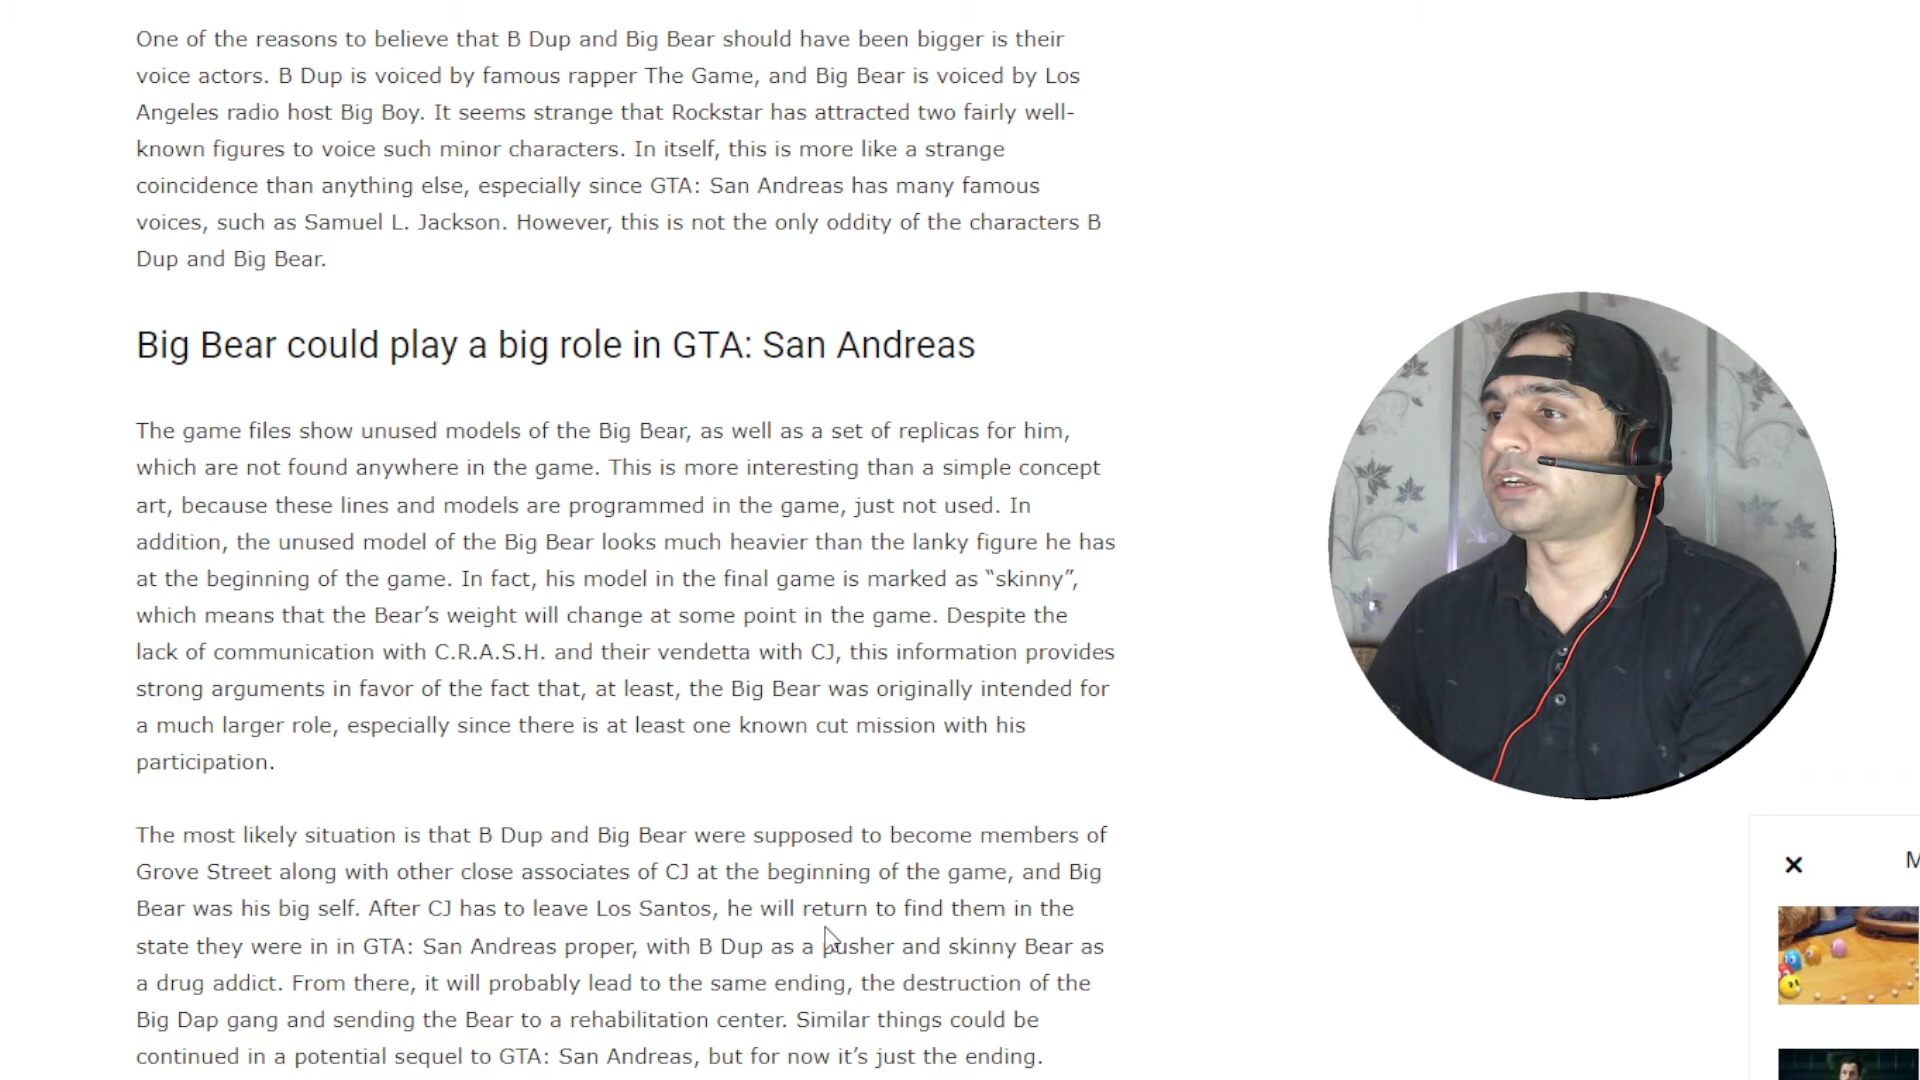 One of the reasons to believe that B Dup and Big Bear should have been bigger is their
voice actors. B Dup is voiced by famous rapper The Game, and Big Bear is voiced by Los
Angeles radio host Big Boy. It seems strange that Rockstar has attracted two fairly well-
known figures to voice such minor characters. In itself, this is more like a strange
coincidence than anything else, especially since GTA: San Andreas has many famous
voices, such as Samuel L. Jackson. However, this is not the only oddity of the characters B
Dup and Big Bear.
Big Bear could play a big role in GTA: San Andreas
The game files show unused models of the Big Bear, as well as a set of replicas for him,
which are not found anywhere in the game. This is more interesting than a simple concept
art, because these lines and models are programmed in the game, just not used. In
addition, the unused model of the Big Bear looks much heavier than the lanky figure he has
at the beginning of the game. In fact, his model in the final game is marked as “skinny”,
which means that the Bear’s weight will change at some point in the game. Despite the
lack of communication with C.R.A.S.H. and their vendetta with CJ, this information provides
strong arguments in favor of the fact that, at least, the Big Bear was originally intended for
a much larger role, especially since there is at least one known cut mission with his
participation.
The most likely situation is that B Dup and Big Bear were supposed to become members of
Grove Street along with other close associates of CJ at the beginning of the game, and Big
Bear was his big self. After CJ has to leave Los Santos, he will return to find them in the
state they were in in GTA: San Andreas proper, with B Dup as a pusher and skinny Bear as
a drug addict. From there, it will probably lead to the same ending, the destruction of the
Big Dap gang and sending the Bear to a rehabilitation center. Similar things could be
continued in a potential sequel to GTA: San Andreas, but for now it’s just the ending.